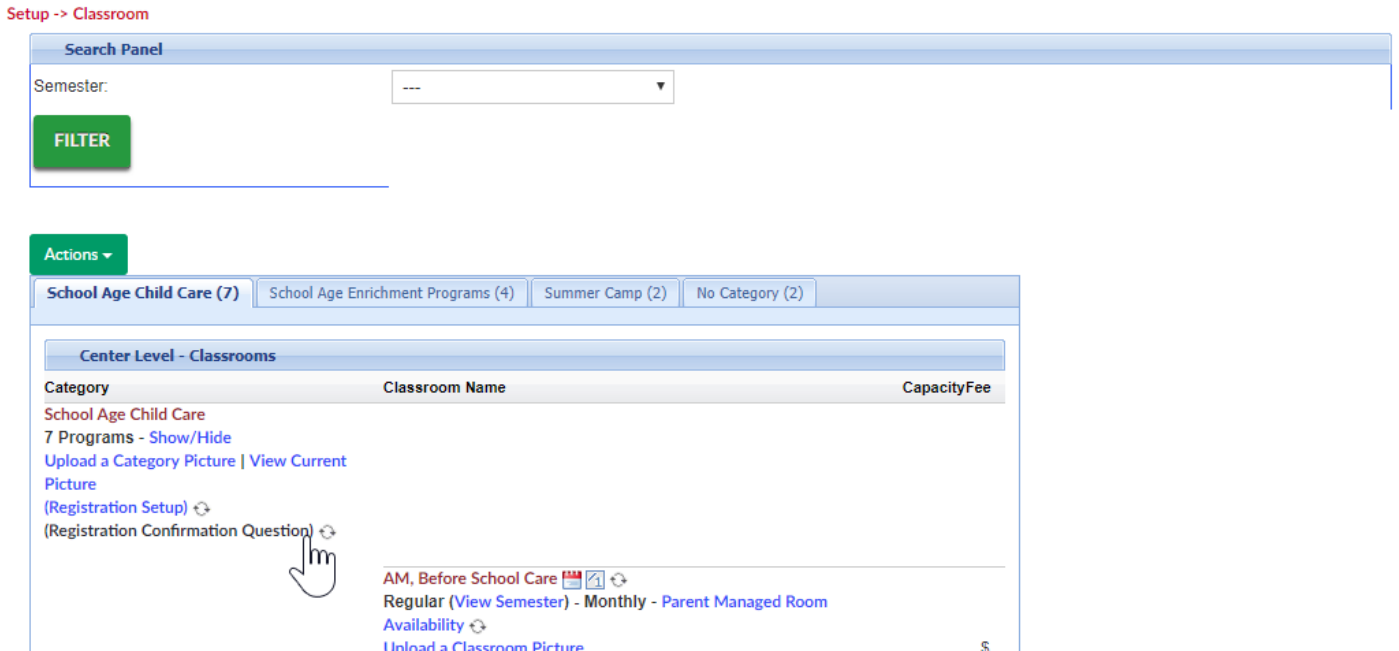 Setup -> Classroom
Search Panel
Semester:
---
FILTER
Actions
School Age Child Care (7)
School Age Enrichment Programs (4)
Summer Camp (2)
No Category (2)
Center Level - Classrooms
Category
Classroom Name
CapacityFee
School Age Child Care
7 Programs - Show/Hide
Upload a Category Picture | View Current
Picture
(Registration Setup)
(Registration Confirmation Question)
AM, Before School Care
Regular (View Semester) - Monthly - Parent Managed Room
Availability
Upload a Classroom Picture
$